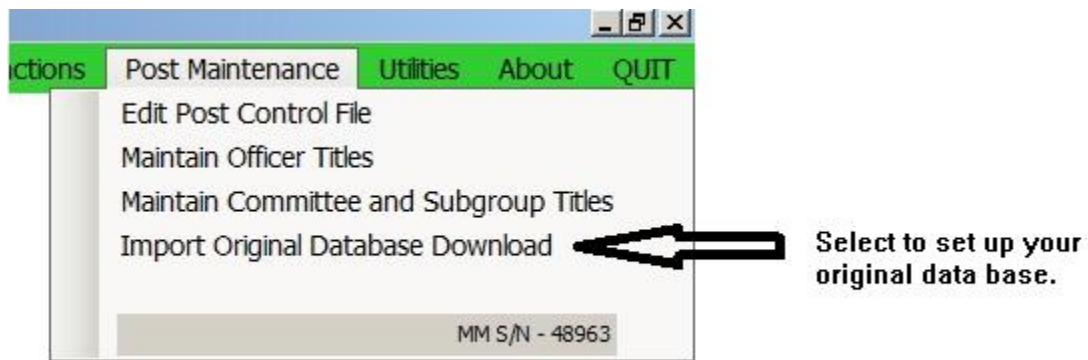 ctions Post Maintenance Utilities About QUIT
Edit Post Control File
Maintain Officer Titles
Maintain Committee and Subgroup Titles
Import Original Database Download
Select to set up your
original data base.
MM S/N - 48963